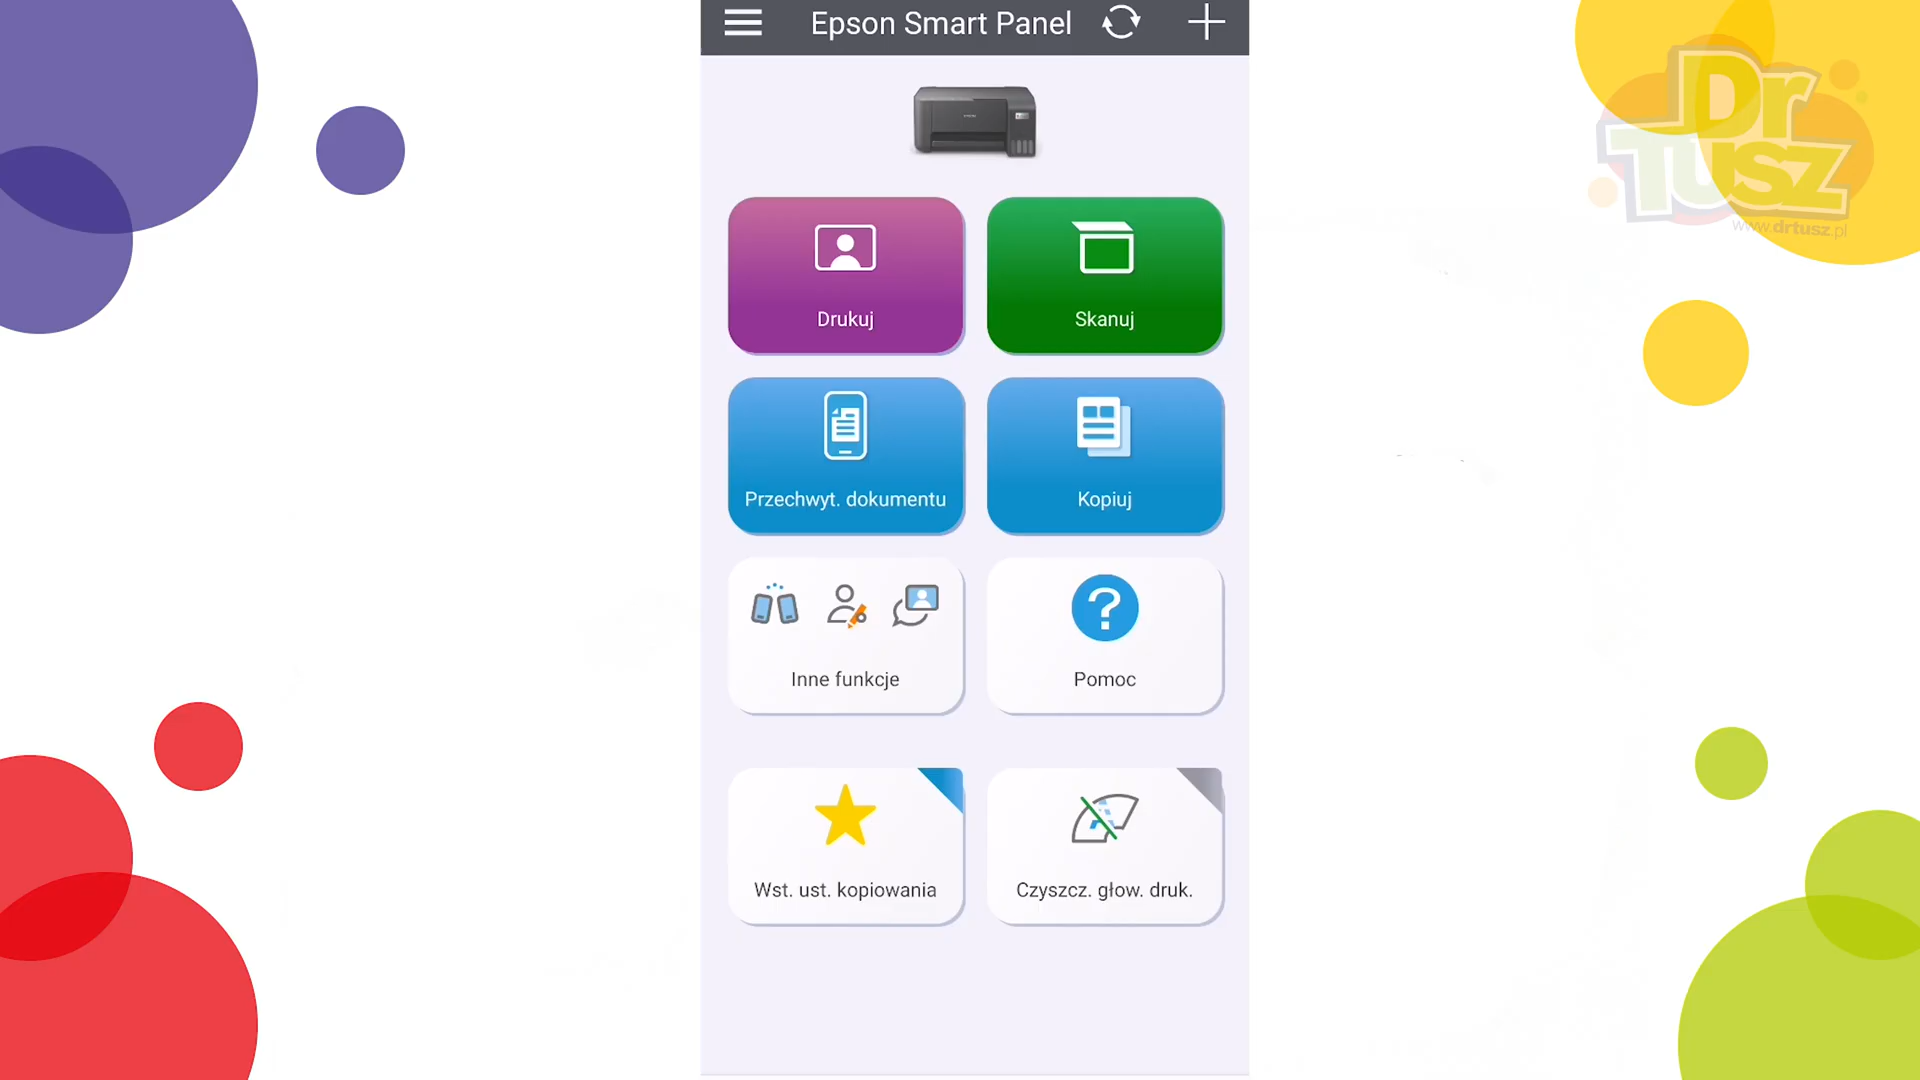 Epson Smart Panel
Dr
Tusz
www.drtusz.pl
Drukuj
Skanuj
Przechwyt. dokumentu
Kopiuj
Inne funkcje
Pomoc
Wst. ust. kopiowania
Czyszcz. głow. druk.